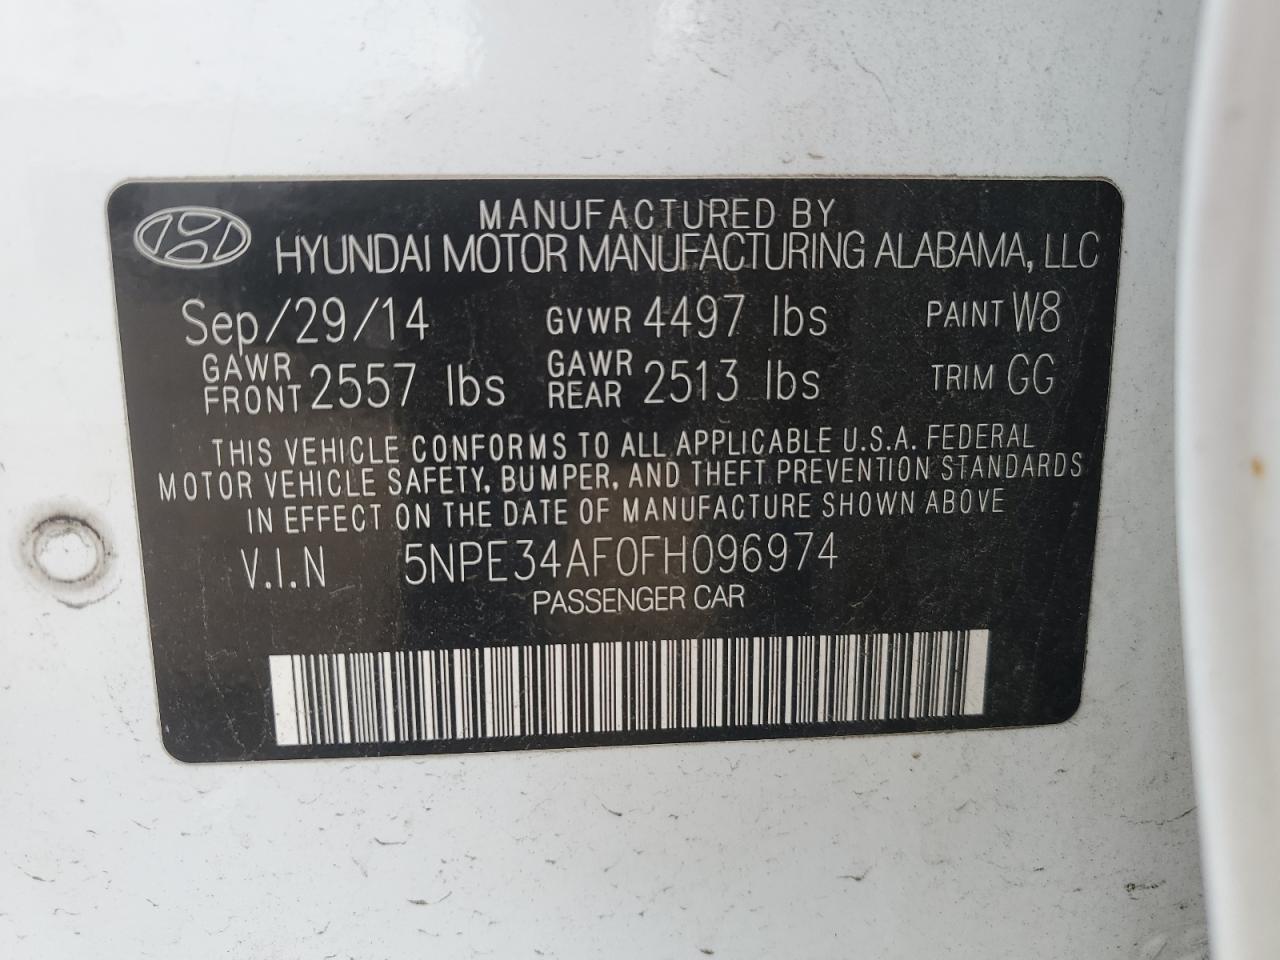 MANUFACTURED BY
HYUNDAI MOTOR MANUFACTURING ALABAMA, LLC
Sep/29/14 GVWR 4497 lbs PAINT W8
GAWR FRONT 2557 lbs GAWR REAR 2513 lbs TRIM GG
THIS VEHICLE CONFORMS TO ALL APPLICABLE U.S.A. FEDERAL
MOTOR VEHICLE SAFETY, BUMPER, AND THEFT PREVENTION STANDARDS
IN EFFECT ON THE DATE OF MANUFACTURE SHOWN ABOVE
V.I.N 5NPE34AF0FH096974
PASSENGER CAR